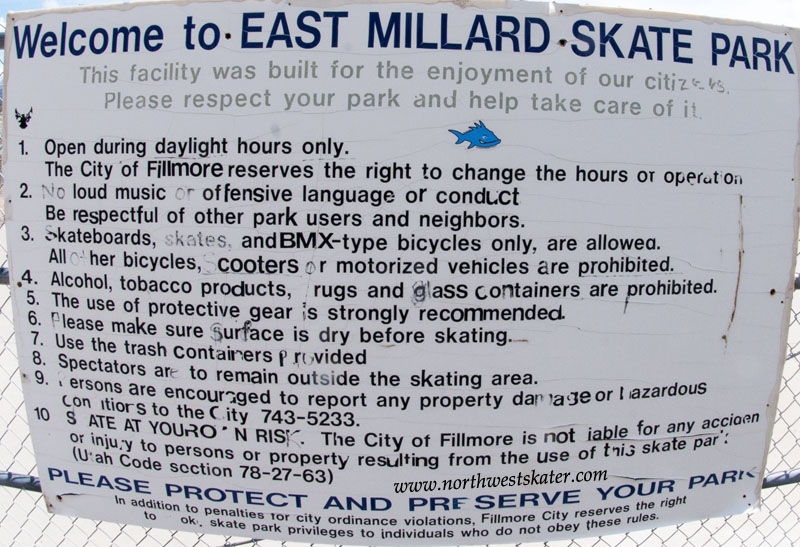 Welcome to · EAST MILLARD · SKATE PARK
This facility was built for the enjoyment of our citizens.
Please respect your park and help take care of it.
1. Open during daylight hours only.
The City of Fillmore reserves the right to change the hours or operation
2. No loud music or offensive language or conduct
Be respectful of other park users and neighbors.
3. Skateboards, skates, and BMX-type bicycles only, are allowed.
All other bicycles, scooters or motorized vehicles are prohibited.
4. Alcohol, tobacco products, rugs and glass containers are prohibited.
5. The use of protective gear is strongly recommended.
6. Please make sure surface is dry before skating.
7. Use the trash containers provided
8. Spectators are to remain outside the skating area.
9. Persons are encouraged to report any property damage or hazardous
conditions to the City 743-5233.
10 S ATE AT YOUR O N RISK. The City of Fillmore is not iable for any acciden
or injury to persons or property resulting from the use of this skate park
(Utah Code section 78-27-63)
www.northwestskater.com
PLEASE PROTECT AND PRESERVE YOUR PARK
In addition to penalties for city ordinance violations, Fillmore City reserves the right
to ok skate park privileges to individuals who do not obey these rules.